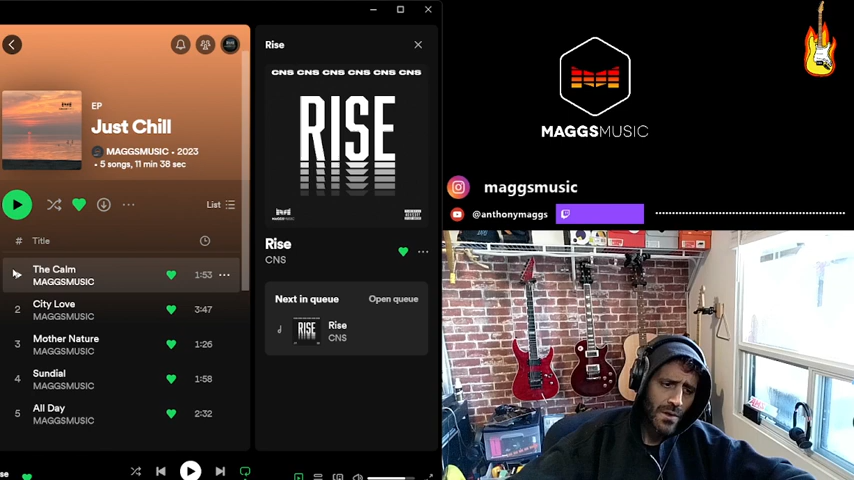 Rise
EP
Just Chill
MAGGSMUSIC • 2023
• 5 songs, 11 min 38 sec
List
# Title
The Calm
MAGGSMUSIC
1:53
2
City Love
MAGGSMUSIC
3:47
3
Mother Nature
MAGGSMUSIC
1:26
4
Sundial
MAGGSMUSIC
1:58
5
All Day
MAGGSMUSIC
2:32
CNS CNS CNS CNS CNS CNS
RISE
Rise
CNS
Next in queue
Open queue
RISE
Rise
CNS
MAGGSMUSIC
maggsmusic
@anthonymaggs